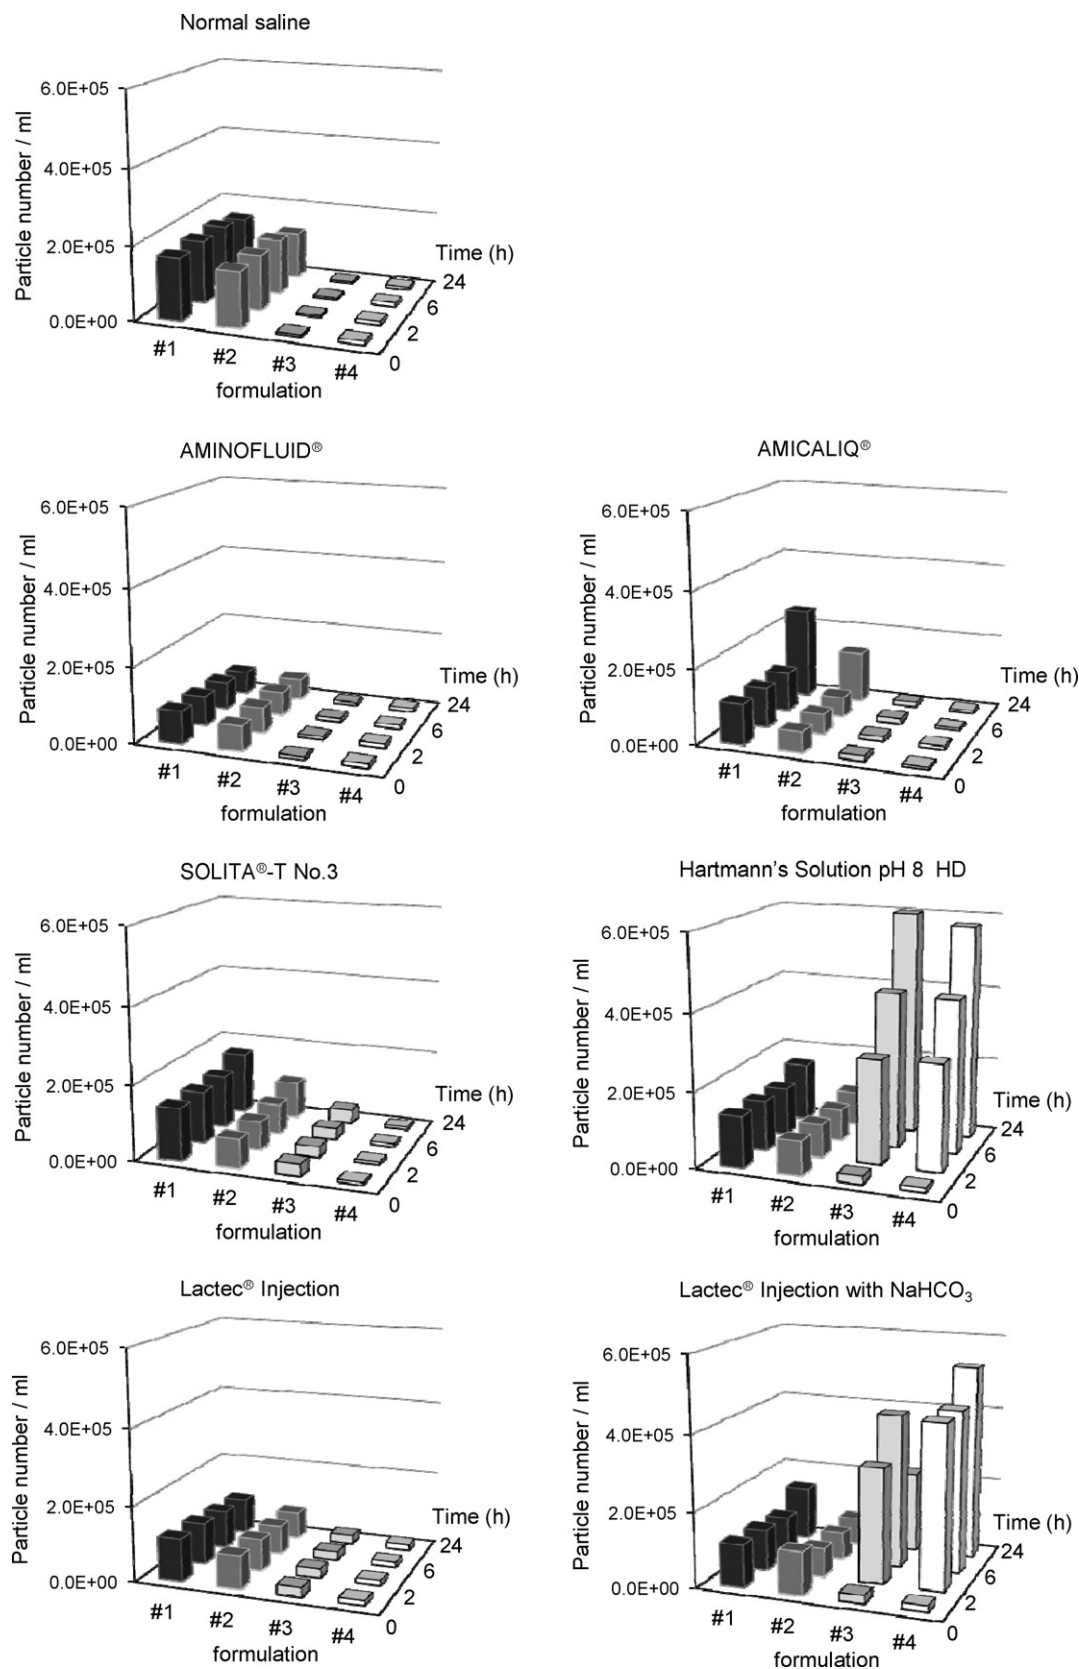 Normal saline
Particle number / ml
6.0E+05
4.0E+05
2.0E+05
0.0E+00
Time (h)
24
6
2
0
#1 #2 #3 #4
formulation
AMINOFLUID®
Particle number / ml
6.0E+05
4.0E+05
2.0E+05
0.0E+00
Time (h)
24
6
2
0
#1 #2 #3 #4
formulation
AMICALIQ®
Particle number / ml
6.0E+05
4.0E+05
2.0E+05
0.0E+00
Time (h)
24
6
2
0
#1 #2 #3 #4
formulation
SOLITA®-T No.3
Particle number / ml
6.0E+05
4.0E+05
2.0E+05
0.0E+00
Time (h)
24
6
2
0
#1 #2 #3 #4
formulation
Hartmann's Solution pH 8 HD
Particle number / ml
6.0E+05
4.0E+05
2.0E+05
0.0E+00
Time (h)
24
6
2
0
#1 #2 #3 #4
formulation
Lactec® Injection
Particle number / ml
6.0E+05
4.0E+05
2.0E+05
0.0E+00
Time (h)
24
6
2
0
#1 #2 #3 #4
formulation
Lactec® Injection with NaHCO₃
Particle number / ml
6.0E+05
4.0E+05
2.0E+05
0.0E+00
Time (h)
24
6
2
0
#1 #2 #3 #4
formulation